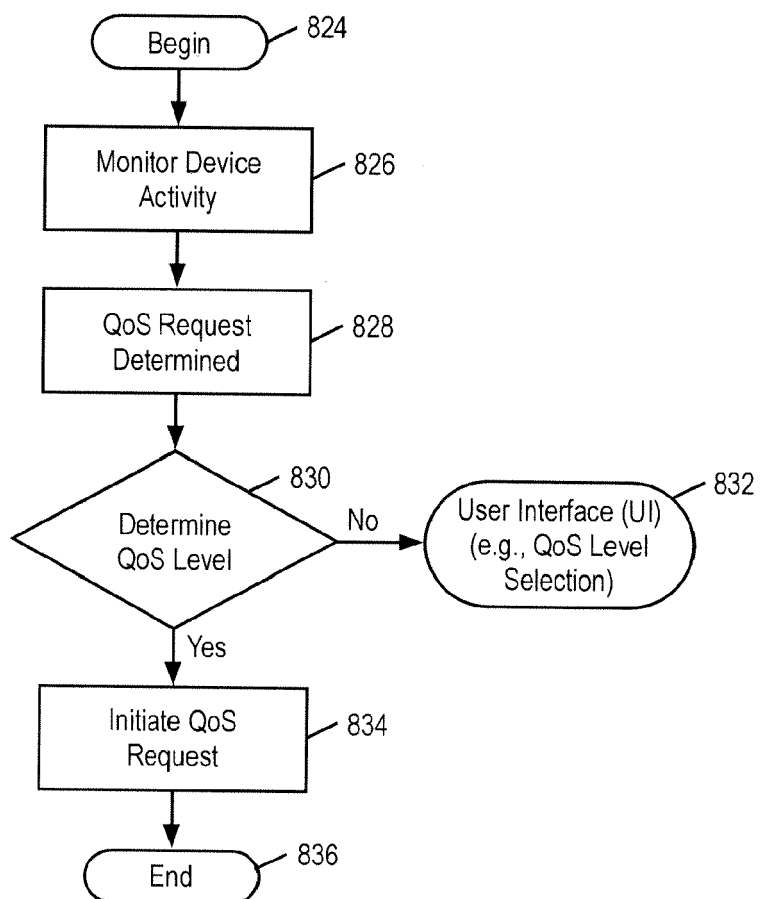 Begin
824
Monitor Device
Activity
826
QoS Request
Determined
828
830
Determine
QoS Level
No
User Interface (UI)
(e.g., QoS Level
Selection)
832
Yes
Initiate QoS
Request
834
End
836